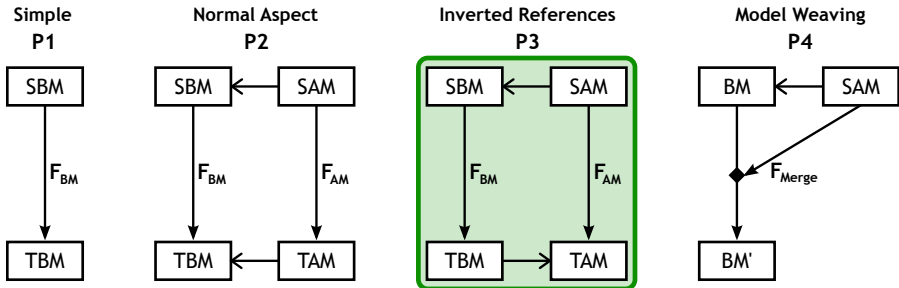 Simple
P1
SBM
F_BM
TBM
Normal Aspect
P2
SBM SAM
F_BM F_AM
TBM TAM
Inverted References
P3
SBM SAM
F_BM F_AM
TBM TAM
Model Weaving
P4
BM SAM
F_Merge
BM'